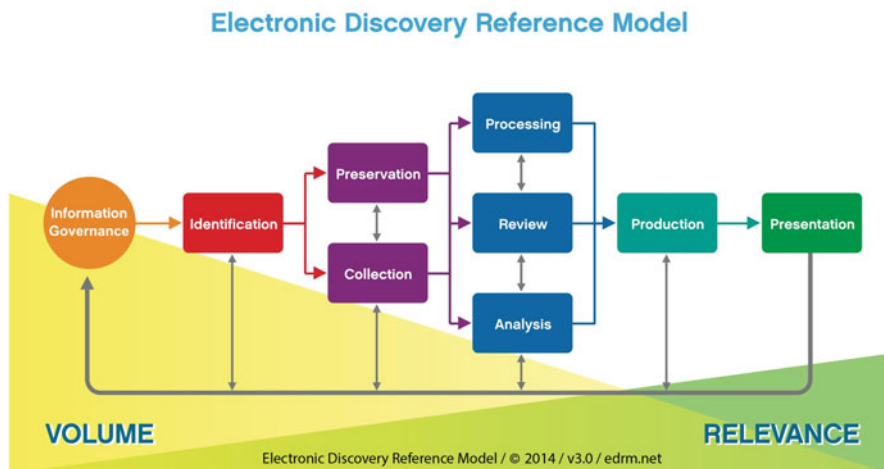 Electronic Discovery Reference Model
Processing
Preservation
Information
Governance
Identification
Review
Production
Presentation
Collection
Analysis
VOLUME
RELEVANCE
Electronic Discovery Reference Model / © 2014 / v3.0 / edrm.net